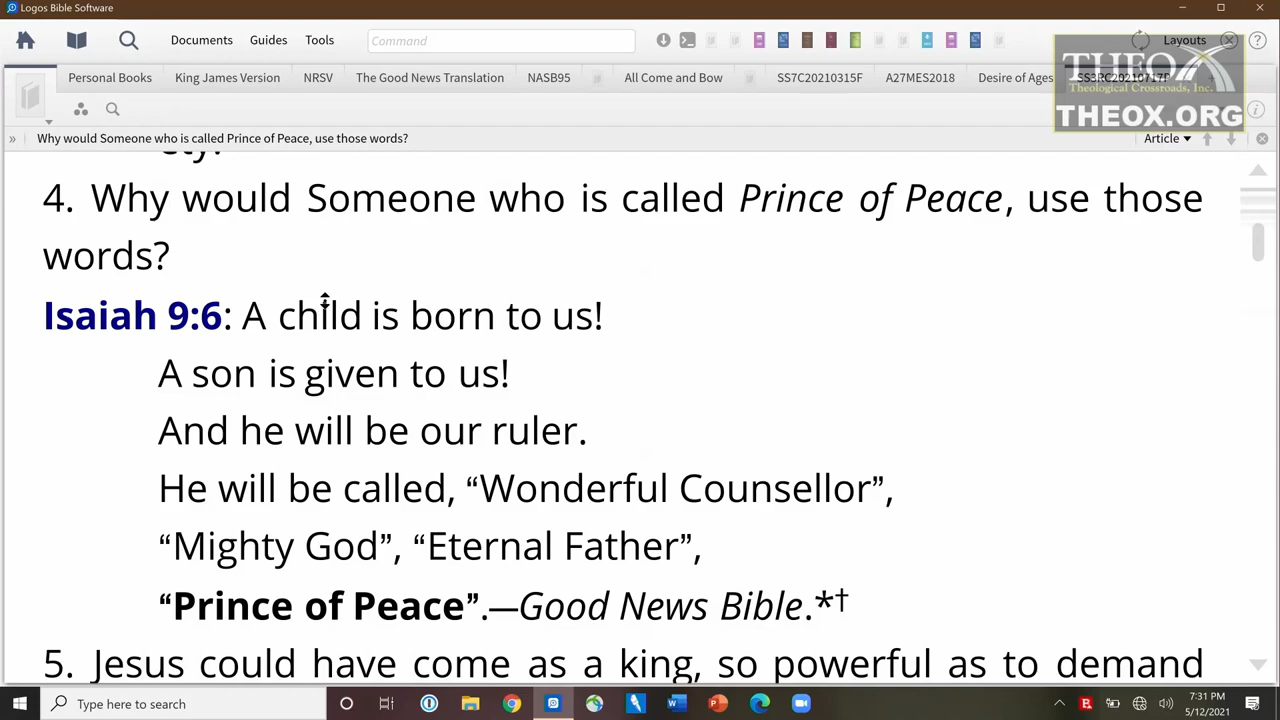 Logos Bible Software
Documents Guides Tools Command Layouts
Personal Books King James Version NRSV The Good News Translation NASB95 All Come and Bow SS7C20210315F A27MES2018 Desire of Ages SS3RC20210717P
THEOX
Theological Crossroads, Inc.
THEOX.ORG
Why would Someone who is called Prince of Peace, use those words? Article
ety.
4. Why would Someone who is called Prince of Peace, use those
words?
Isaiah 9:6: A child is born to us!
A son is given to us!
And he will be our ruler.
He will be called, “Wonderful Counsellor”,
“Mighty God”, “Eternal Father”,
“Prince of Peace”.—Good News Bible.*†
5. Jesus could have come as a king, so powerful as to demand
Type here to search
7:31 PM
5/12/2021